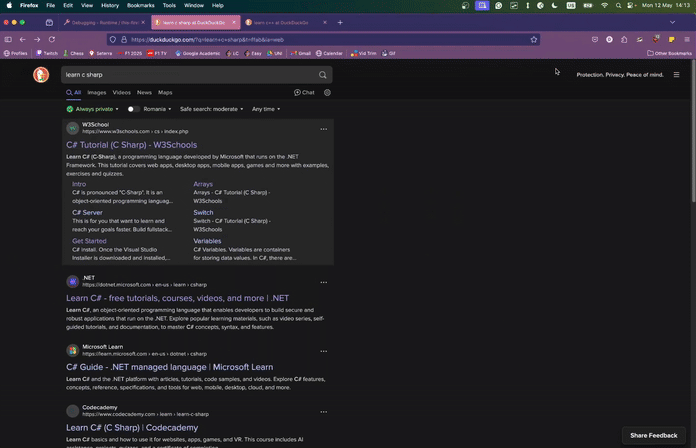 Firefox File Edit View History Bookmarks Tools Window Help
US
Mon 12 May 14:13
Debugging - Runtime / this
learn c sharp at DuckDuckGo
learn c++ at DuckDuckGo
https://duckduckgo.com/?q=learn+c+sharp&t=ffab&ia=web
Profiles Twitch Chess Seterra F1 2025 F1 TV Google Academic LC Easy UNI Gmail Calendar Vid Trim GIF Other Bookmarks
learn c sharp
Protection. Privacy. Peace of mind.
All Images Videos News Maps Chat
Always private Romania Safe search: moderate Any time
W3School
https://www.w3schools.com › cs › index.php
C# Tutorial (C Sharp) - W3Schools
Learn C# (C-Sharp), a programming language developed by Microsoft that runs on the .NET
Framework. This tutorial covers web apps, desktop apps, mobile apps, games and more with examples,
exercises and quizzes.
Intro
C# is pronounced "C-Sharp". It is an
object-oriented programming languag...
Arrays
Arrays - C# Tutorial (C Sharp) -
W3Schools
C# Server
This is for you that want to learn and
reach your goals faster. Build fullstack...
Switch
Switch - C# Tutorial (C Sharp) -
W3Schools
Get Started
C# Install. Once the Visual Studio
Installer is downloaded and installed,...
Variables
C# Variables. Variables are containers
for storing data values. In C#, there are...
.NET
https://dotnet.microsoft.com › en-us › learn › csharp
Learn C# - free tutorials, courses, videos, and more | .NET
Learn C#, an object-oriented programming language that enables developers to build secure and
robust applications that run on the .NET. Explore popular learning materials, such as video series, self-
guided tutorials, and documentation, to master C# concepts, syntax, and features.
Microsoft Learn
https://learn.microsoft.com › en-us › dotnet › csharp
C# Guide - .NET managed language | Microsoft Learn
Learn C# and the .NET platform with articles, tutorials, code samples, and videos. Explore C# features,
concepts, reference, specifications, and tools for web, mobile, desktop, cloud, and more.
Codecademy
https://www.codecademy.com › learn › learn-c-sharp
Learn C# (C Sharp) | Codecademy
Learn C# basics and how to use it for websites, apps, games, and VR. This course includes AI
Share Feedback